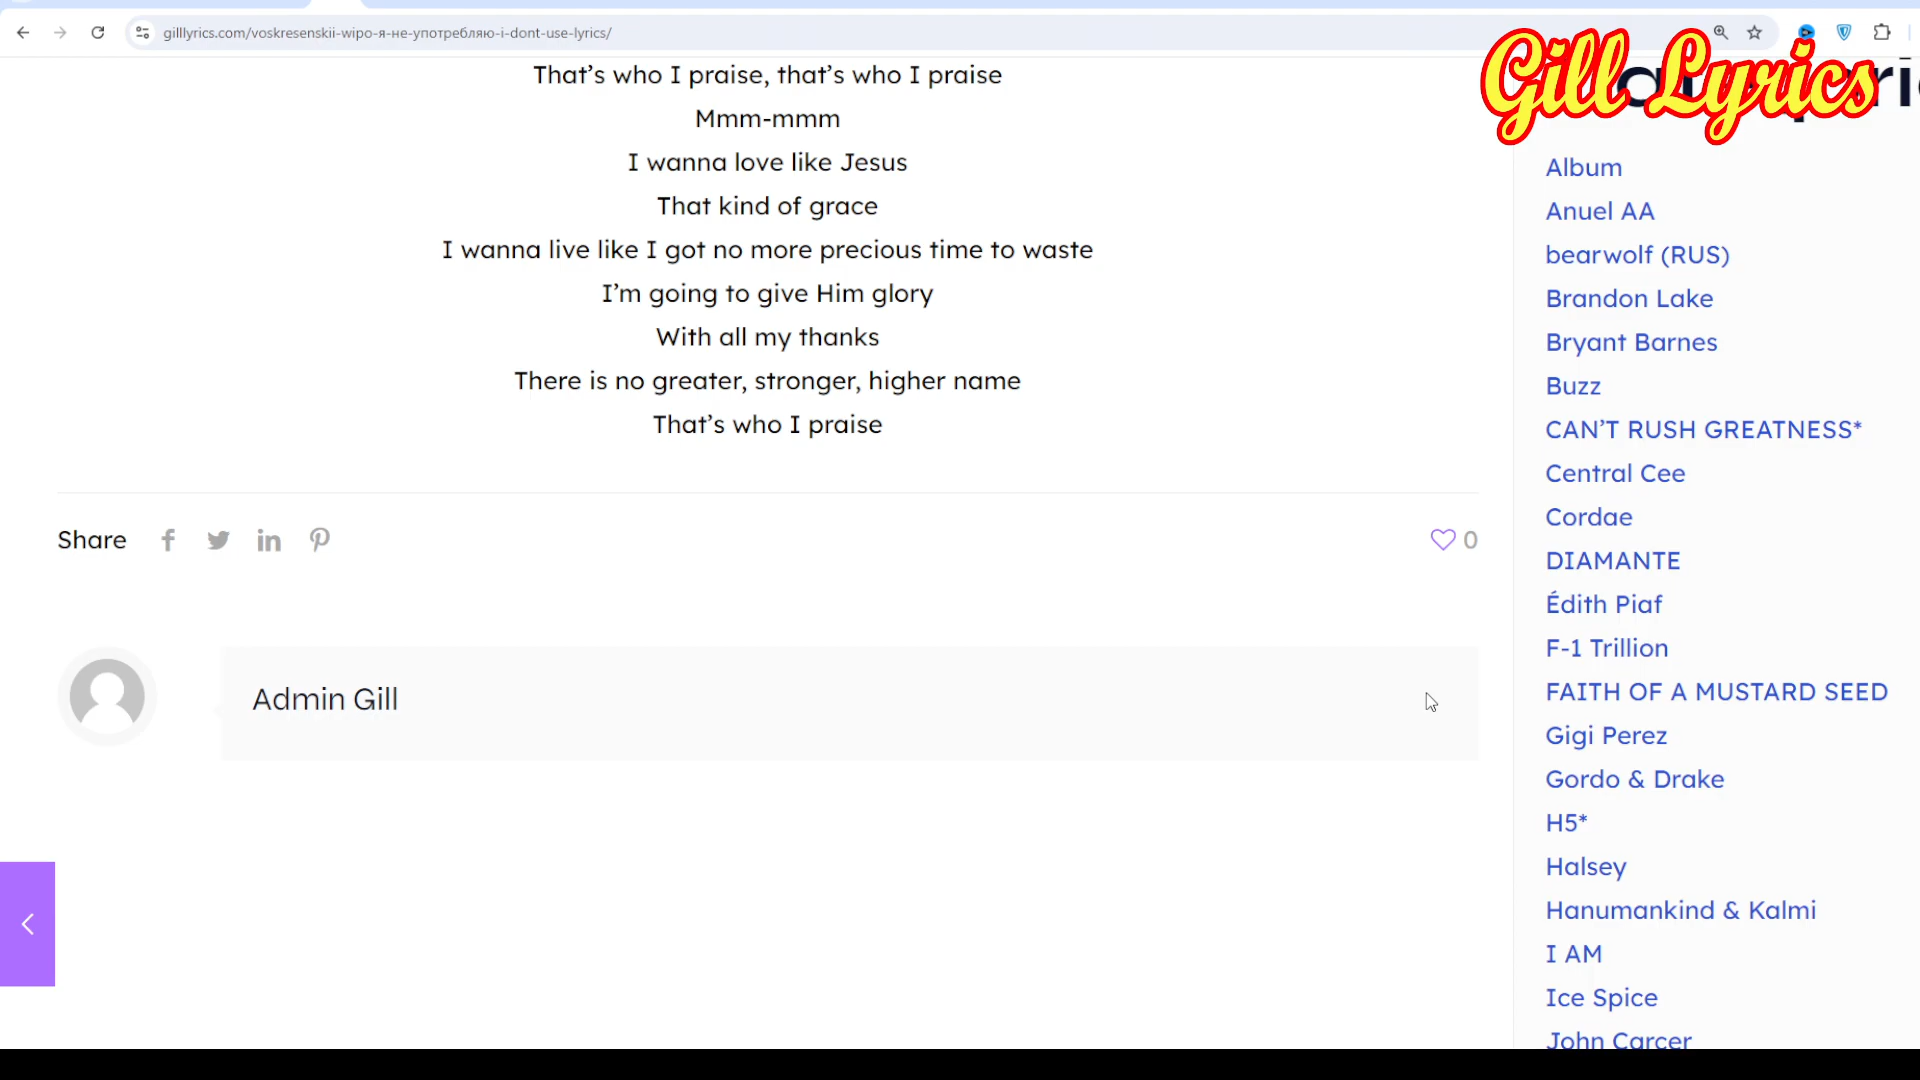 gilllyrics.com/voskresenskii-wipo-я-не-употребляю-i-dont-use-lyrics/
Gill Lyrics
That’s who I praise, that’s who I praise
Mmm-mmm
I wanna love like Jesus
That kind of grace
I wanna live like I got no more precious time to waste
I’m going to give Him glory
With all my thanks
There is no greater, stronger, higher name
That’s who I praise
Share
0
Admin Gill
Album
Anuel AA
bearwolf (RUS)
Brandon Lake
Bryant Barnes
Buzz
CAN’T RUSH GREATNESS*
Central Cee
Cordae
DIAMANTE
Édith Piaf
F-1 Trillion
FAITH OF A MUSTARD SEED
Gigi Perez
Gordo & Drake
H5*
Halsey
Hanumankind & Kalmi
I AM
Ice Spice
John Carcer